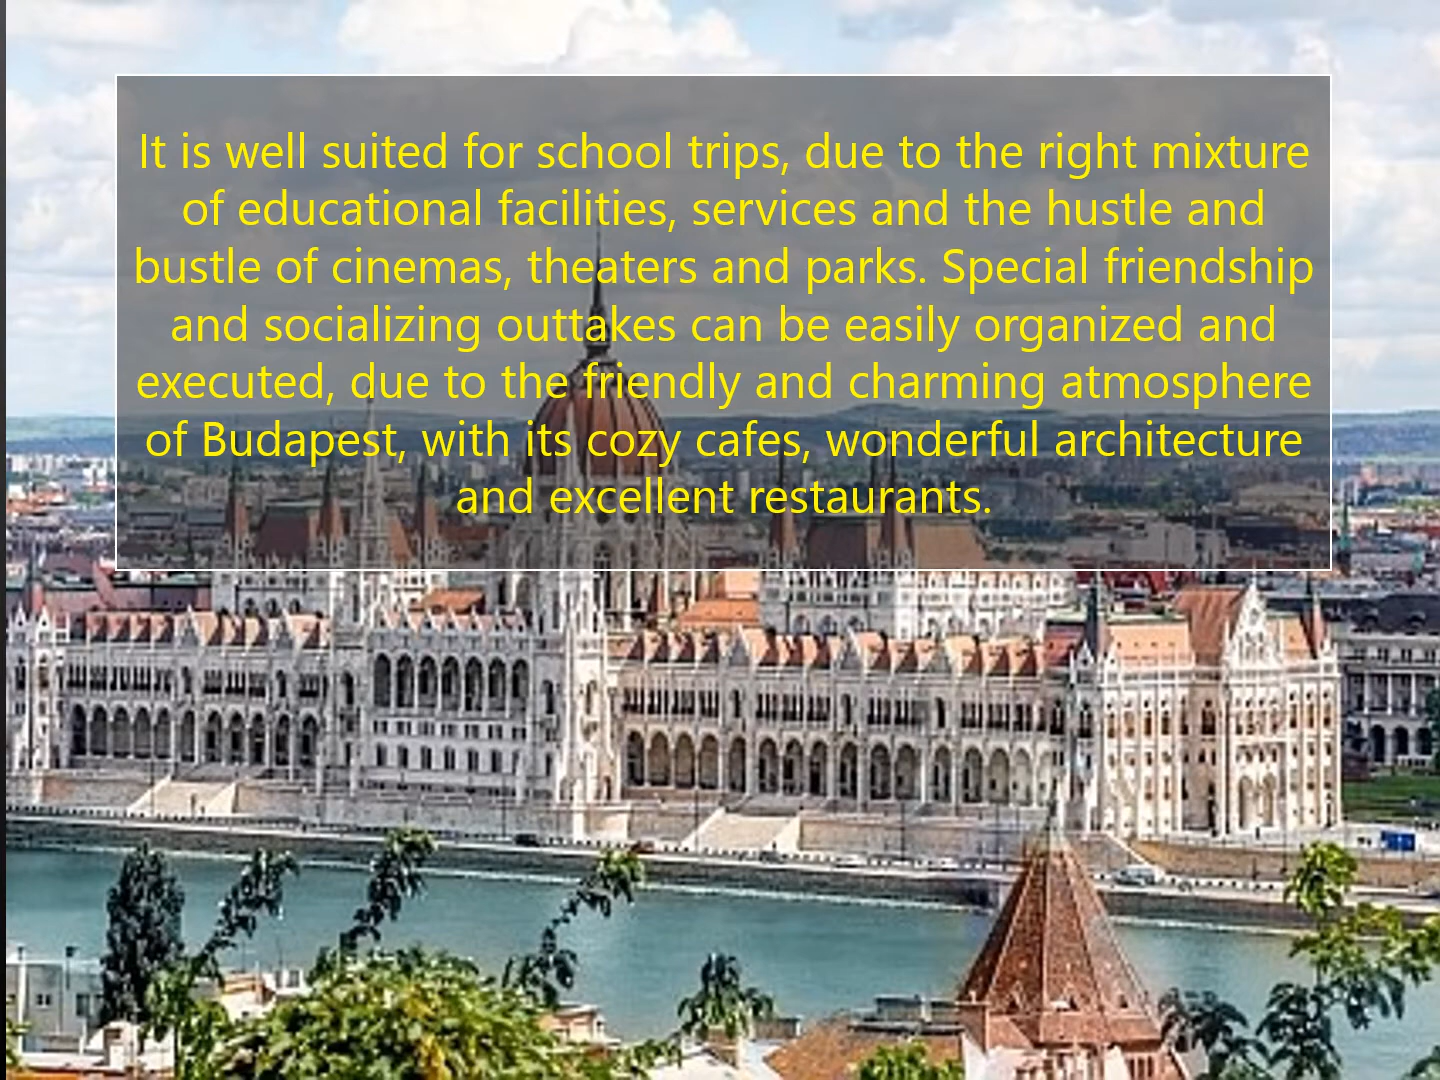 It is well suited for school trips, due to the right mixture
of educational facilities, services and the hustle and
bustle of cinemas, theaters and parks. Special friendship
and socializing outtakes can be easily organized and
executed, due to the friendly and charming atmosphere
of Budapest, with its cozy cafes, wonderful architecture
and excellent restaurants.